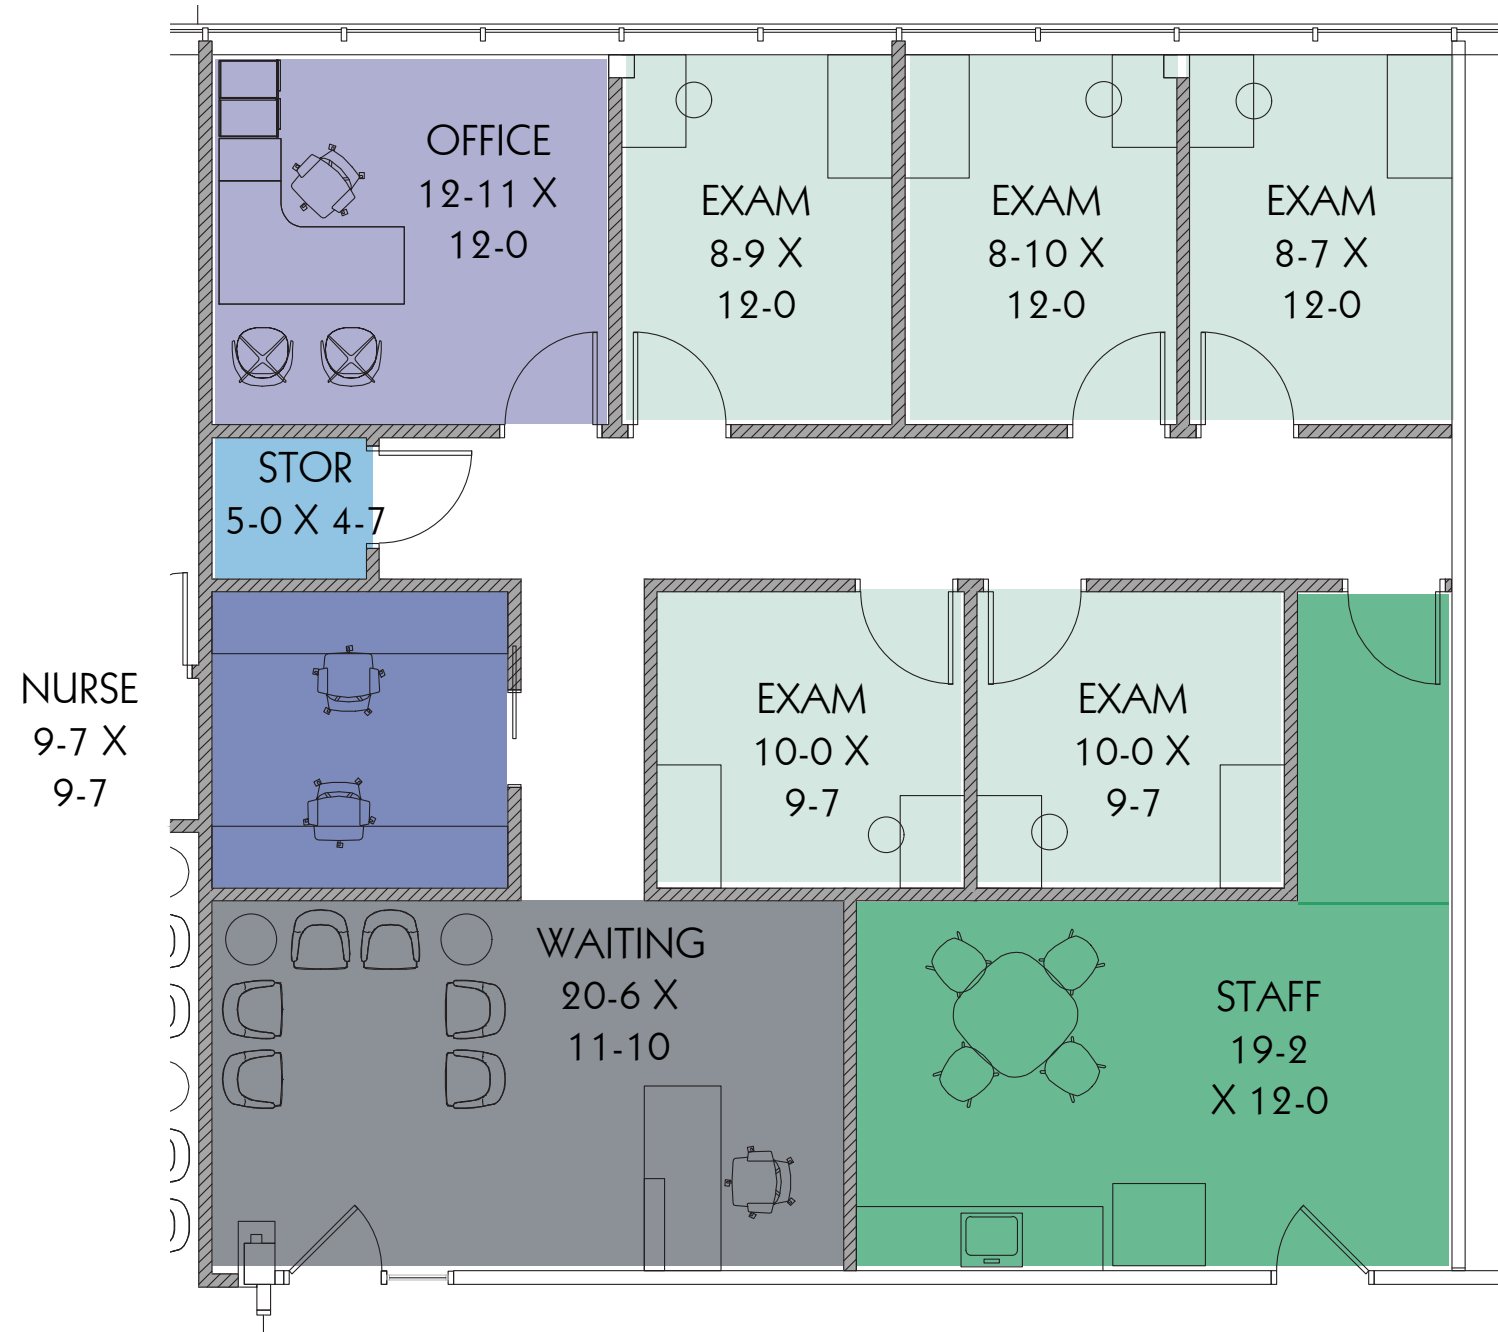 OFFICE
12-11 X
12-0
EXAM
8-9 X
12-0
EXAM
8-10 X
12-0
EXAM
8-7 X
12-0
STOR
5-0 X 4-7
NURSE
9-7 X
9-7
EXAM
10-0 X
9-7
EXAM
10-0 X
9-7
WAITING
20-6 X
11-10
STAFF
19-2
X 12-0